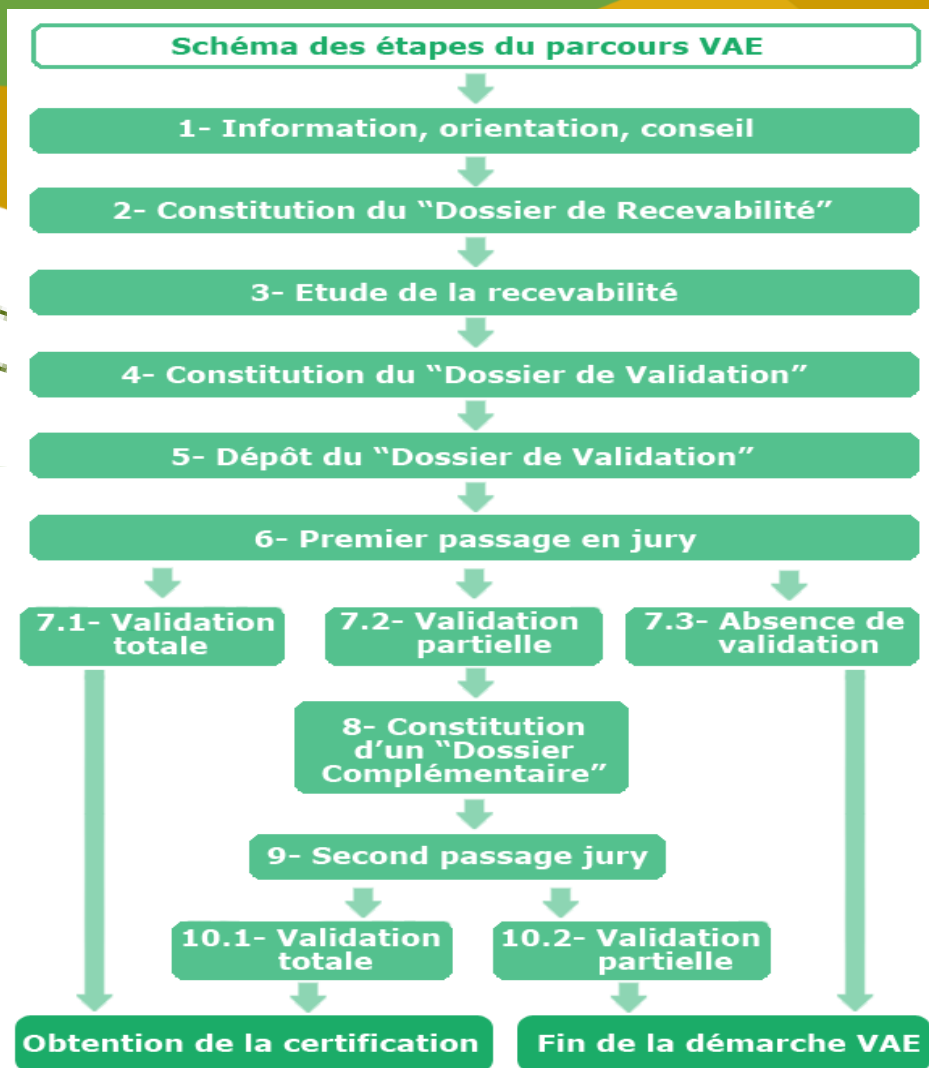 Schéma des étapes du parcours VAE
1- Information, orientation, conseil
2- Constitution du “Dossier de Recevabilité”
3- Etude de la recevabilité
4- Constitution du “Dossier de Validation”
5- Dépôt du “Dossier de Validation”
6- Premier passage en jury
7.1- Validation
totale
7.2- Validation
partielle
7.3- Absence de
validation
8- Constitution
d’un “Dossier
Complémentaire”
9- Second passage jury
10.1- Validation
totale
10.2- Validation
partielle
Obtention de la certification
Fin de la démarche VAE